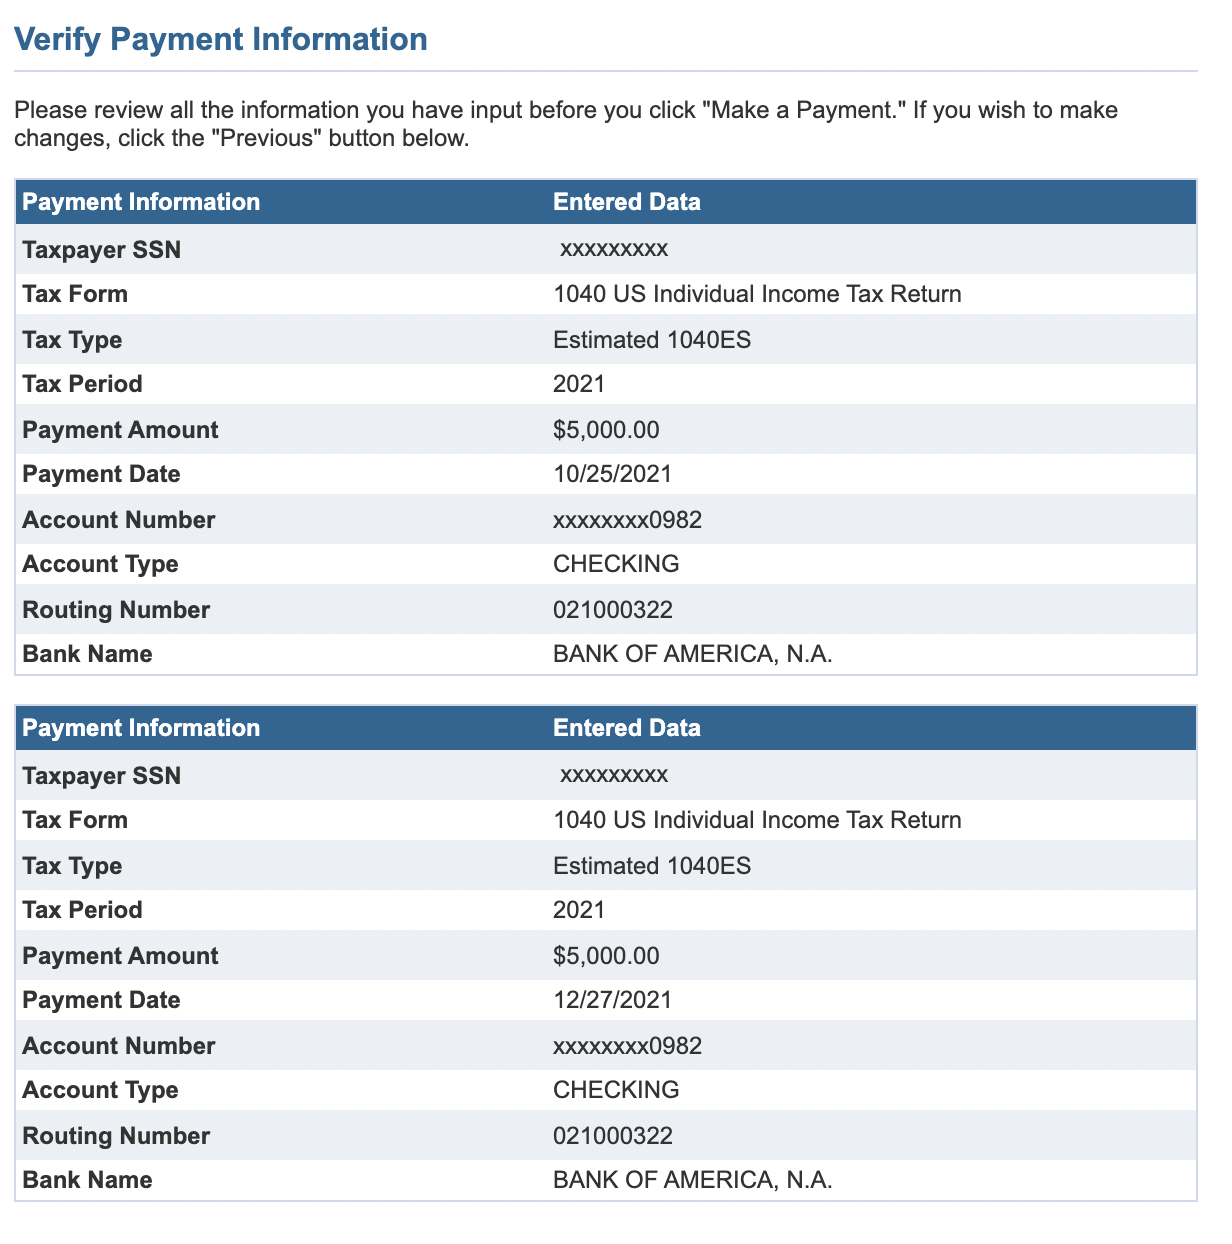 Verify Payment Information
Please review all the information you have input before you click "Make a Payment." If you wish to make
changes, click the "Previous" button below.
Payment Information Entered Data
Taxpayer SSN xxxxxxxxx
Tax Form 1040 US Individual Income Tax Return
Tax Type Estimated 1040ES
Tax Period 2021
Payment Amount $5,000.00
Payment Date 10/25/2021
Account Number xxxxxxxx0982
Account Type CHECKING
Routing Number 021000322
Bank Name BANK OF AMERICA, N.A.
Payment Information Entered Data
Taxpayer SSN xxxxxxxxx
Tax Form 1040 US Individual Income Tax Return
Tax Type Estimated 1040ES
Tax Period 2021
Payment Amount $5,000.00
Payment Date 12/27/2021
Account Number xxxxxxxx0982
Account Type CHECKING
Routing Number 021000322
Bank Name BANK OF AMERICA, N.A.